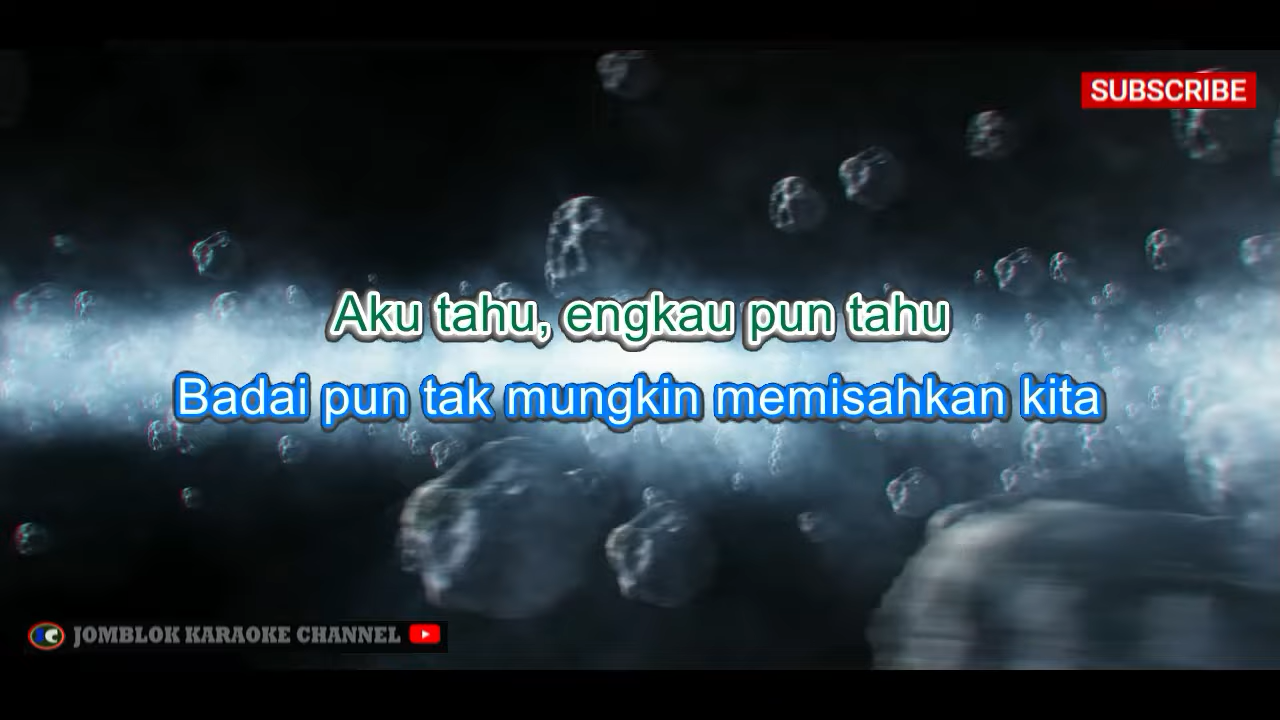 SUBSCRIBE
Aku tahu, engkau pun tahu
Badai pun tak mungkin memisahkan kita
JOMBLOK KARAOKE CHANNEL